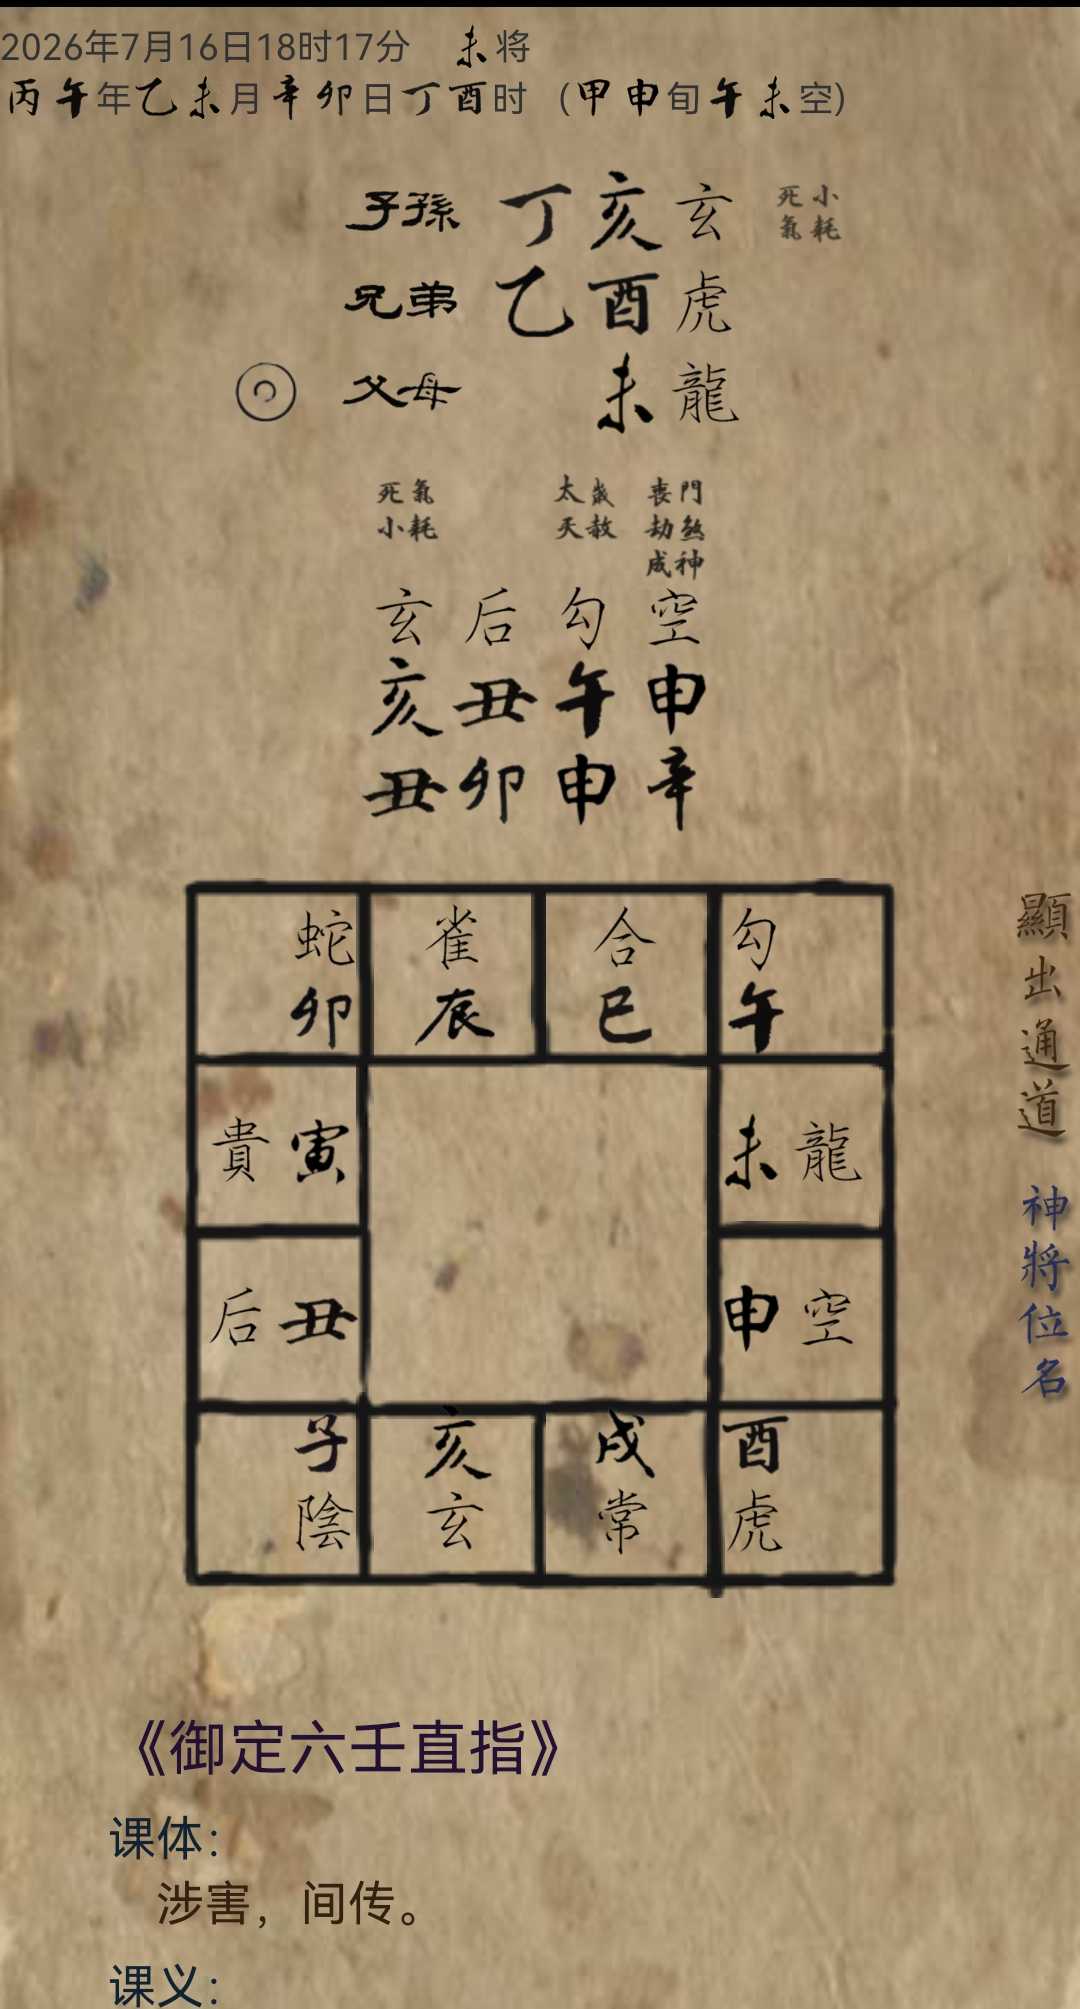 2026年7月16日18时17分 未将
丙午年乙未月辛卯日丁酉时 (甲申旬午未空)
子孫 丁亥玄 小耗 死氣
兄弟 乙酉虎
父母 未龍
死氣 太歲 喪門
小耗 天赦 劫煞
成神
玄后勾空
亥丑午申
丑卯申辛
蛇 雀 合 勾
卯 辰 巳 午
貴寅 未龍
后丑 申空
子 亥 戌 酉
陰 玄 常 虎
顯出通道
神將位名
《御定六壬直指》
课体：
涉害，间传。
课义：